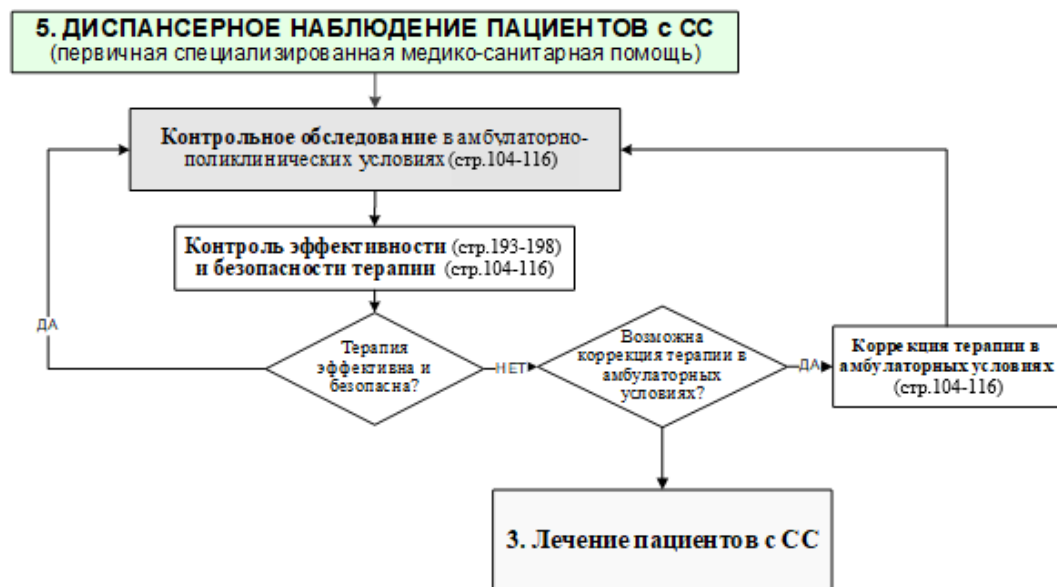 5. ДИСПАНСЕРНОЕ НАБЛЮДЕНИЕ ПАЦИЕНТОВ с СС
(первичная специализированная медико-санитарная помощь)
Контрольное обследование в амбулаторно-
поликлинических условиях (стр.104-116)
Контроль эффективности (стр.193-198)
и безопасности терапии (стр.104-116)
ДА
Терапия
эффективна и
безопасна?
НЕТ
Возможна
коррекция терапии в
амбулаторных
условиях?
ДА
Коррекция терапии в
амбулаторных условиях
(стр.104-116)
3. Лечение пациентов с СС